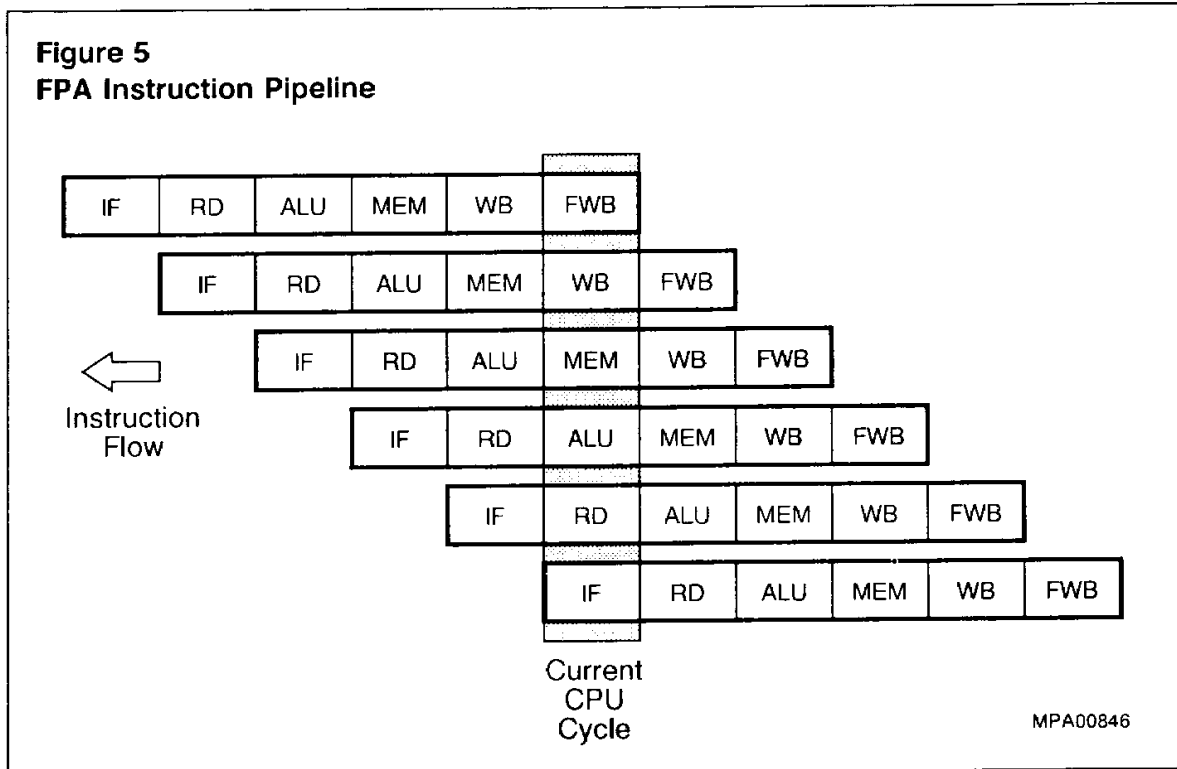 Figure 5
FPA Instruction Pipeline
IF RD ALU MEM WB FWB
IF RD ALU MEM WB FWB
IF RD ALU MEM WB FWB
Instruction
Flow
IF RD ALU MEM WB FWB
IF RD ALU MEM WB FWB
IF RD ALU MEM WB FWB
Current
CPU
Cycle
MPA00846